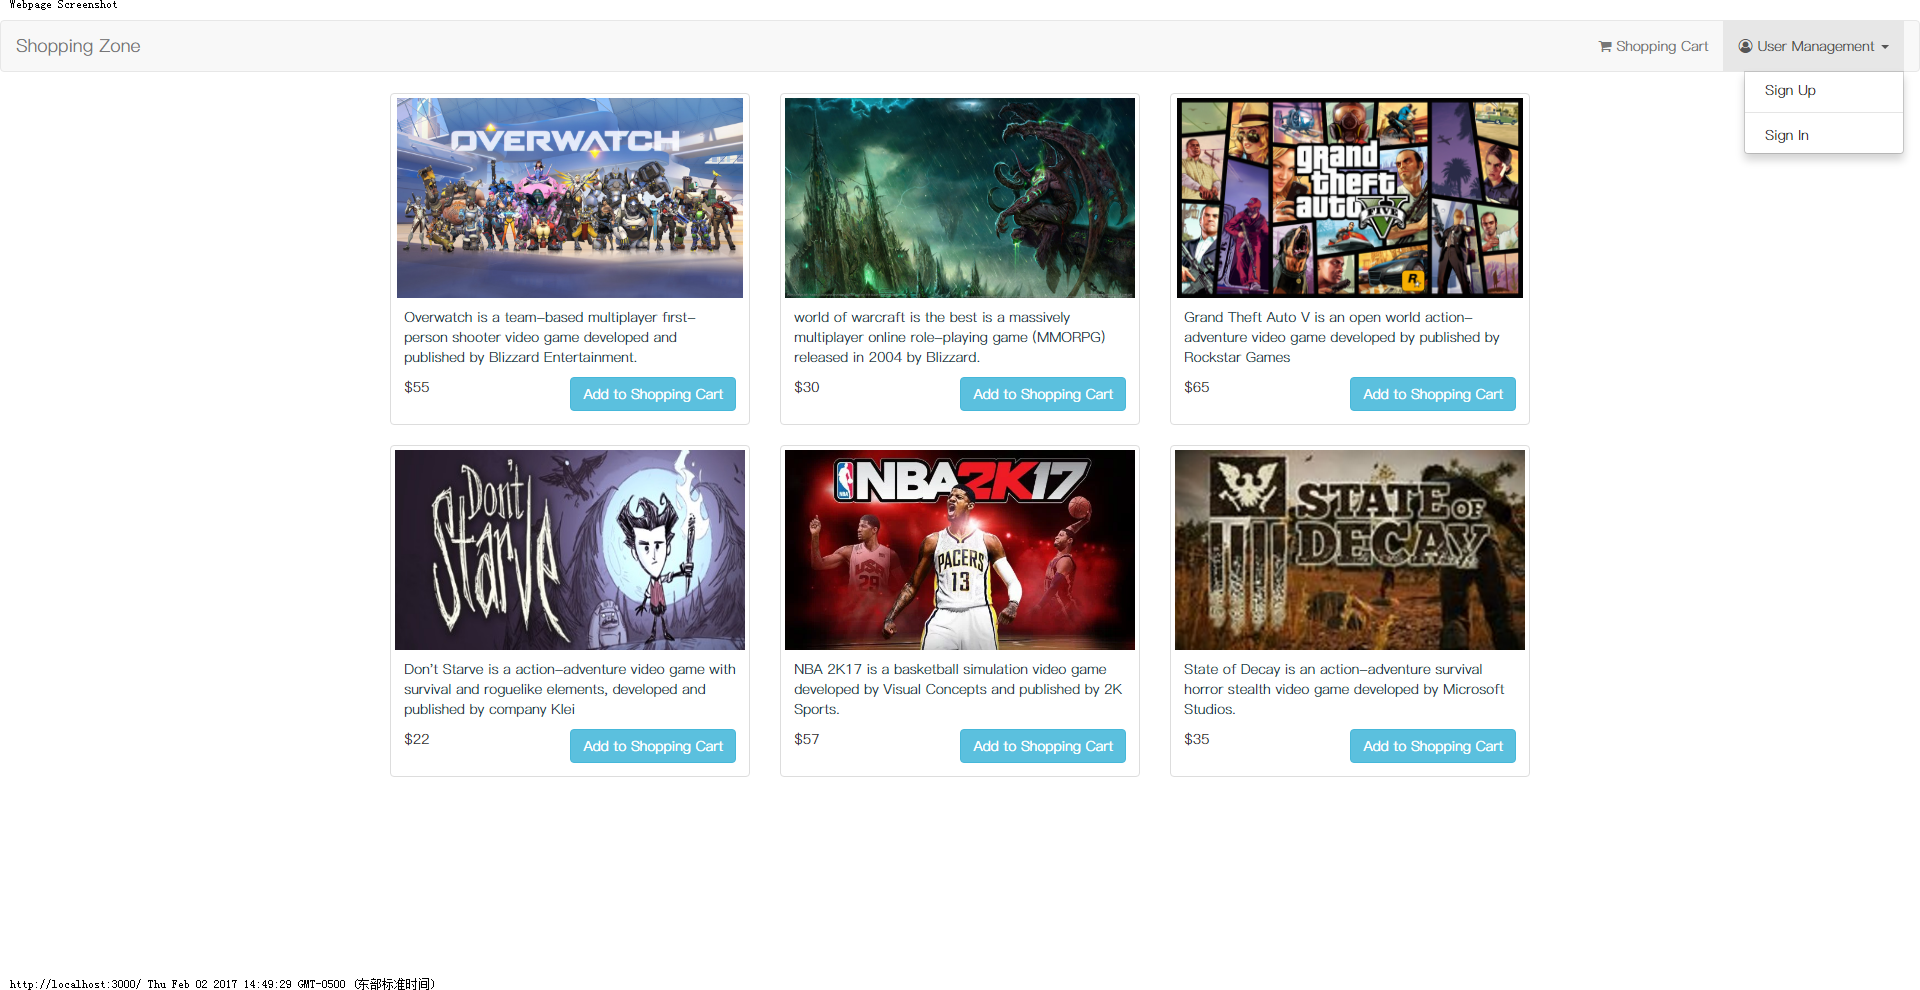 Webpage Screenshot
Shopping Zone
Shopping Cart
User Management
Sign Up
Sign In
OVERWATCH
grand
theft
auto
V
FIVE
R
Overwatch is a team-based multiplayer first-
person shooter video game developed and
published by Blizzard Entertainment.
$55
Add to Shopping Cart
world of warcraft is the best is a massively
multiplayer online role-playing game (MMORPG)
released in 2004 by Blizzard.
$30
Add to Shopping Cart
Grand Theft Auto V is an open world action-
adventure video game developed by published by
Rockstar Games
$65
Add to Shopping Cart
Don't
Starve
NBA 2K17
NBA
USA
29
PACERS
13
STATE OF
DECAY
Don't Starve is a action-adventure video game with
survival and roguelike elements, developed and
published by company Klei
$22
Add to Shopping Cart
NBA 2K17 is a basketball simulation video game
developed by Visual Concepts and published by 2K
Sports.
$57
Add to Shopping Cart
State of Decay is an action-adventure survival
horror stealth video game developed by Microsoft
Studios.
$35
Add to Shopping Cart
http://localhost:3000/ Thu Feb 02 2017 14:49:29 GMT-0500 (东部标准时间)